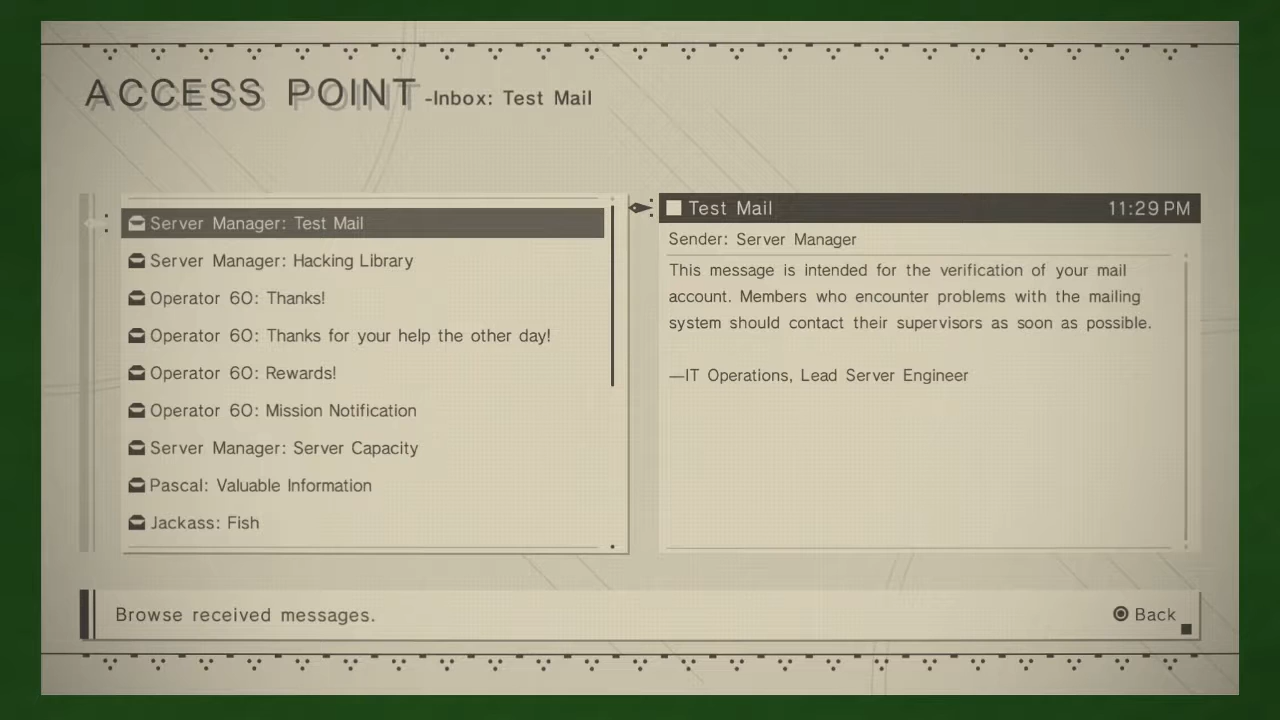 ACCESS POINT -Inbox: Test Mail
Server Manager: Test Mail
Server Manager: Hacking Library
Operator 6O: Thanks!
Operator 6O: Thanks for your help the other day!
Operator 6O: Rewards!
Operator 6O: Mission Notification
Server Manager: Server Capacity
Pascal: Valuable Information
Jackass: Fish
Test Mail 11:29 PM
Sender: Server Manager
This message is intended for the verification of your mail
account. Members who encounter problems with the mailing
system should contact their supervisors as soon as possible.
—IT Operations, Lead Server Engineer
Browse received messages.
Back